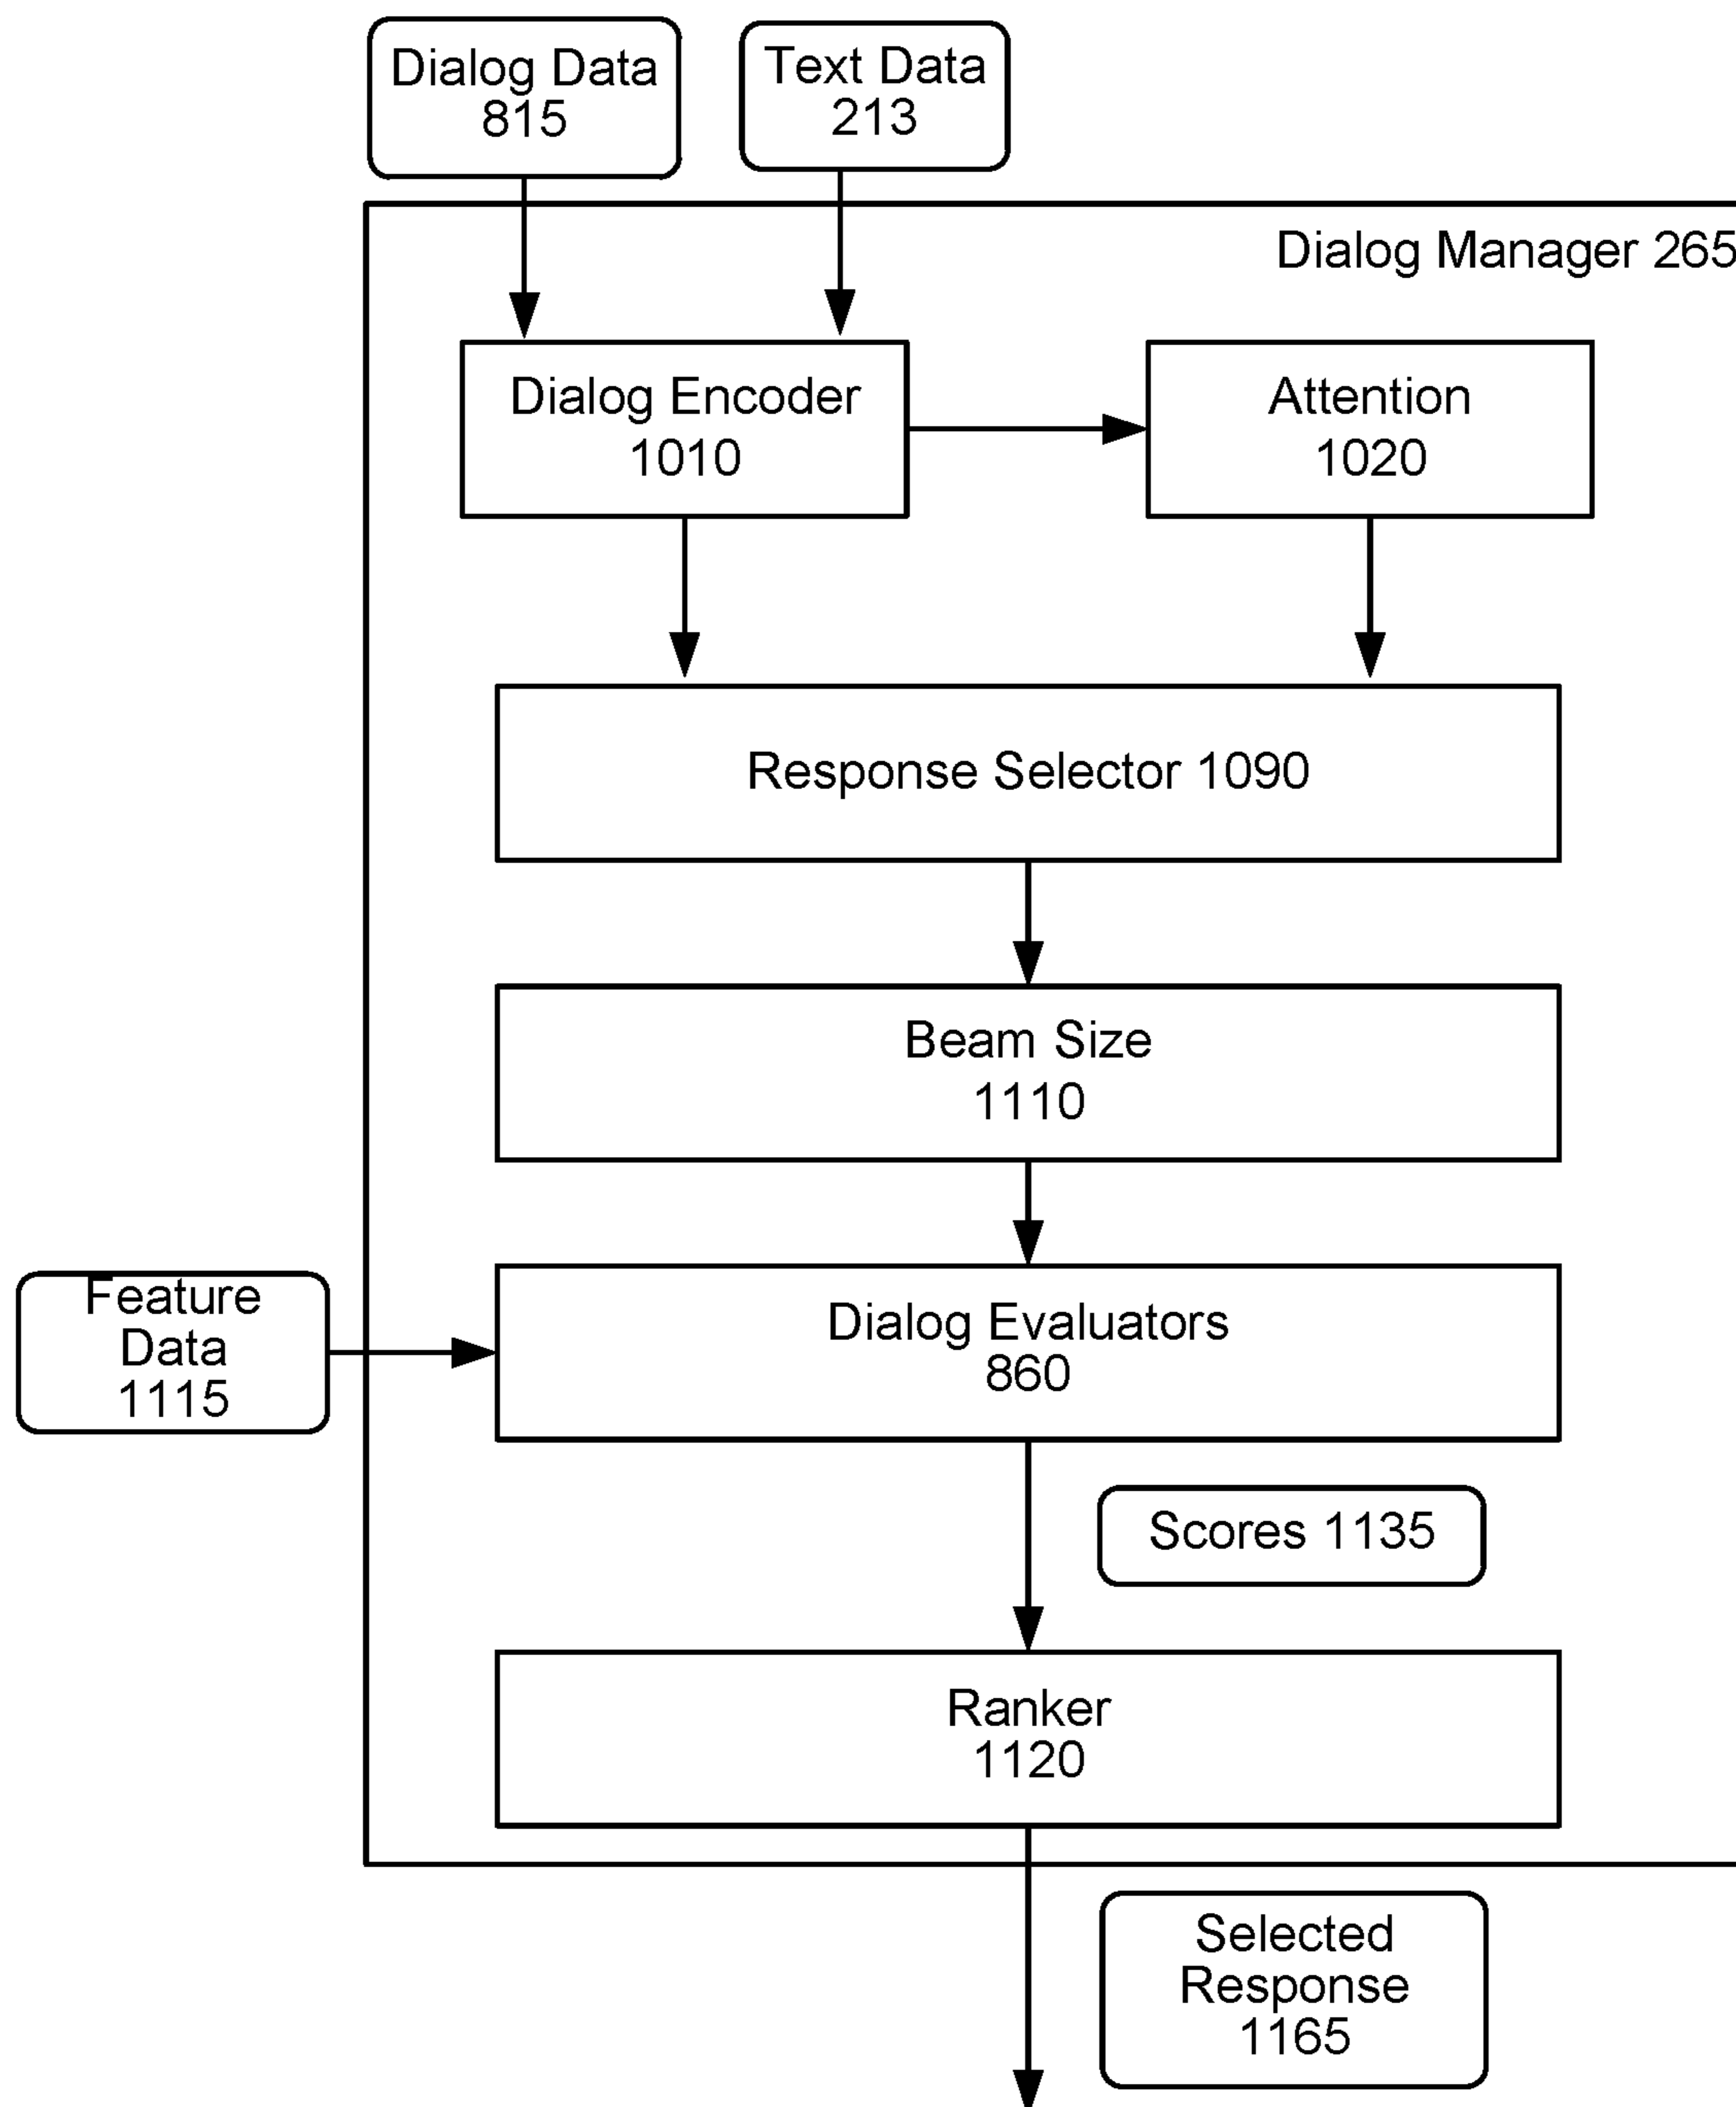 Dialog Data
815
Text Data
213
Dialog Manager 265
Dialog Encoder
1010
Attention
1020
Response Selector 1090
Beam Size
1110
Feature
Data
1115
Dialog Evaluators
860
Scores 1135
Ranker
1120
Selected
Response
1165